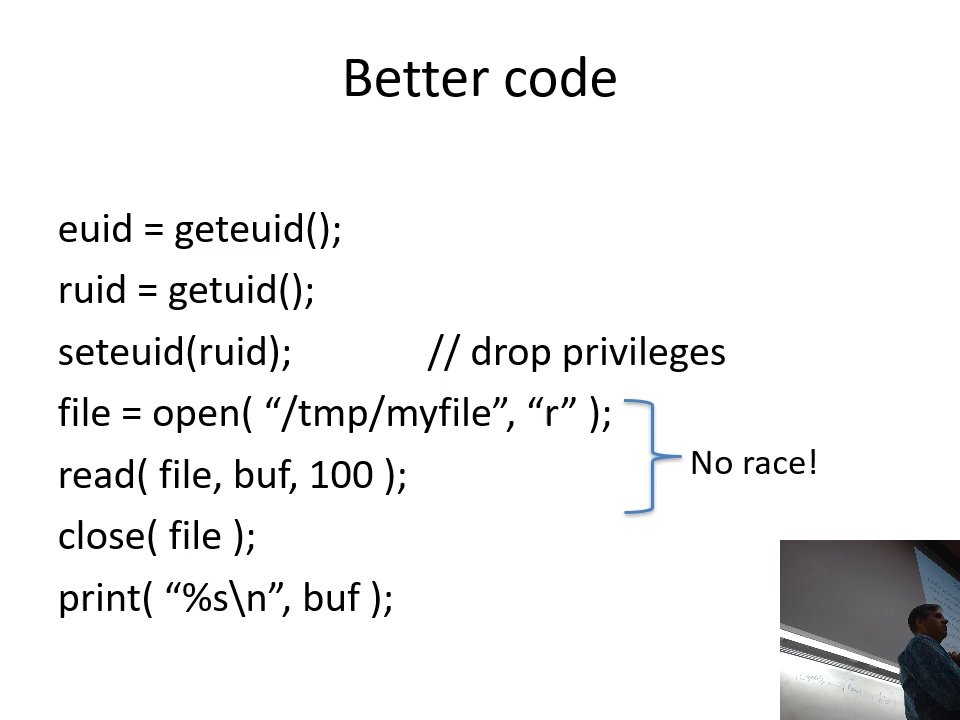 Better code
euid = geteuid();
ruid = getuid();
seteuid(ruid); // drop privileges
file = open( “/tmp/myfile”, “r” );
No race!
read( file, buf, 100 );
close( file );
print( “%s\n”, buf );